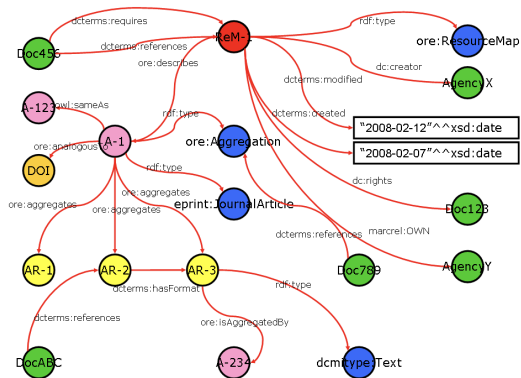 dcterms:requires
rdf:type
Doc456
dcterms:references
ReM-1
ore:ResourceMap
ore:describes
dc:creator
dcterms:modified
AgencyX
A-123
owl:sameAs
rdf:type
dcterms:created
"2008-02-12"^^xsd:date
A-1
ore:Aggregation
ore:analogousTo
"2008-02-07"^^xsd:date
DOI
rdf:type
dc:rights
ore:aggregates
ore:aggregates
ore:aggregates
eprint:JournalArticle
Doc123
dcterms:references
marcrel:OWN
AR-1
AR-2
AR-3
Doc789
AgencyY
dcterms:hasFormat
rdf:type
dcterms:references
ore:isAggregatedBy
DocABC
A-234
dcmitype:Text